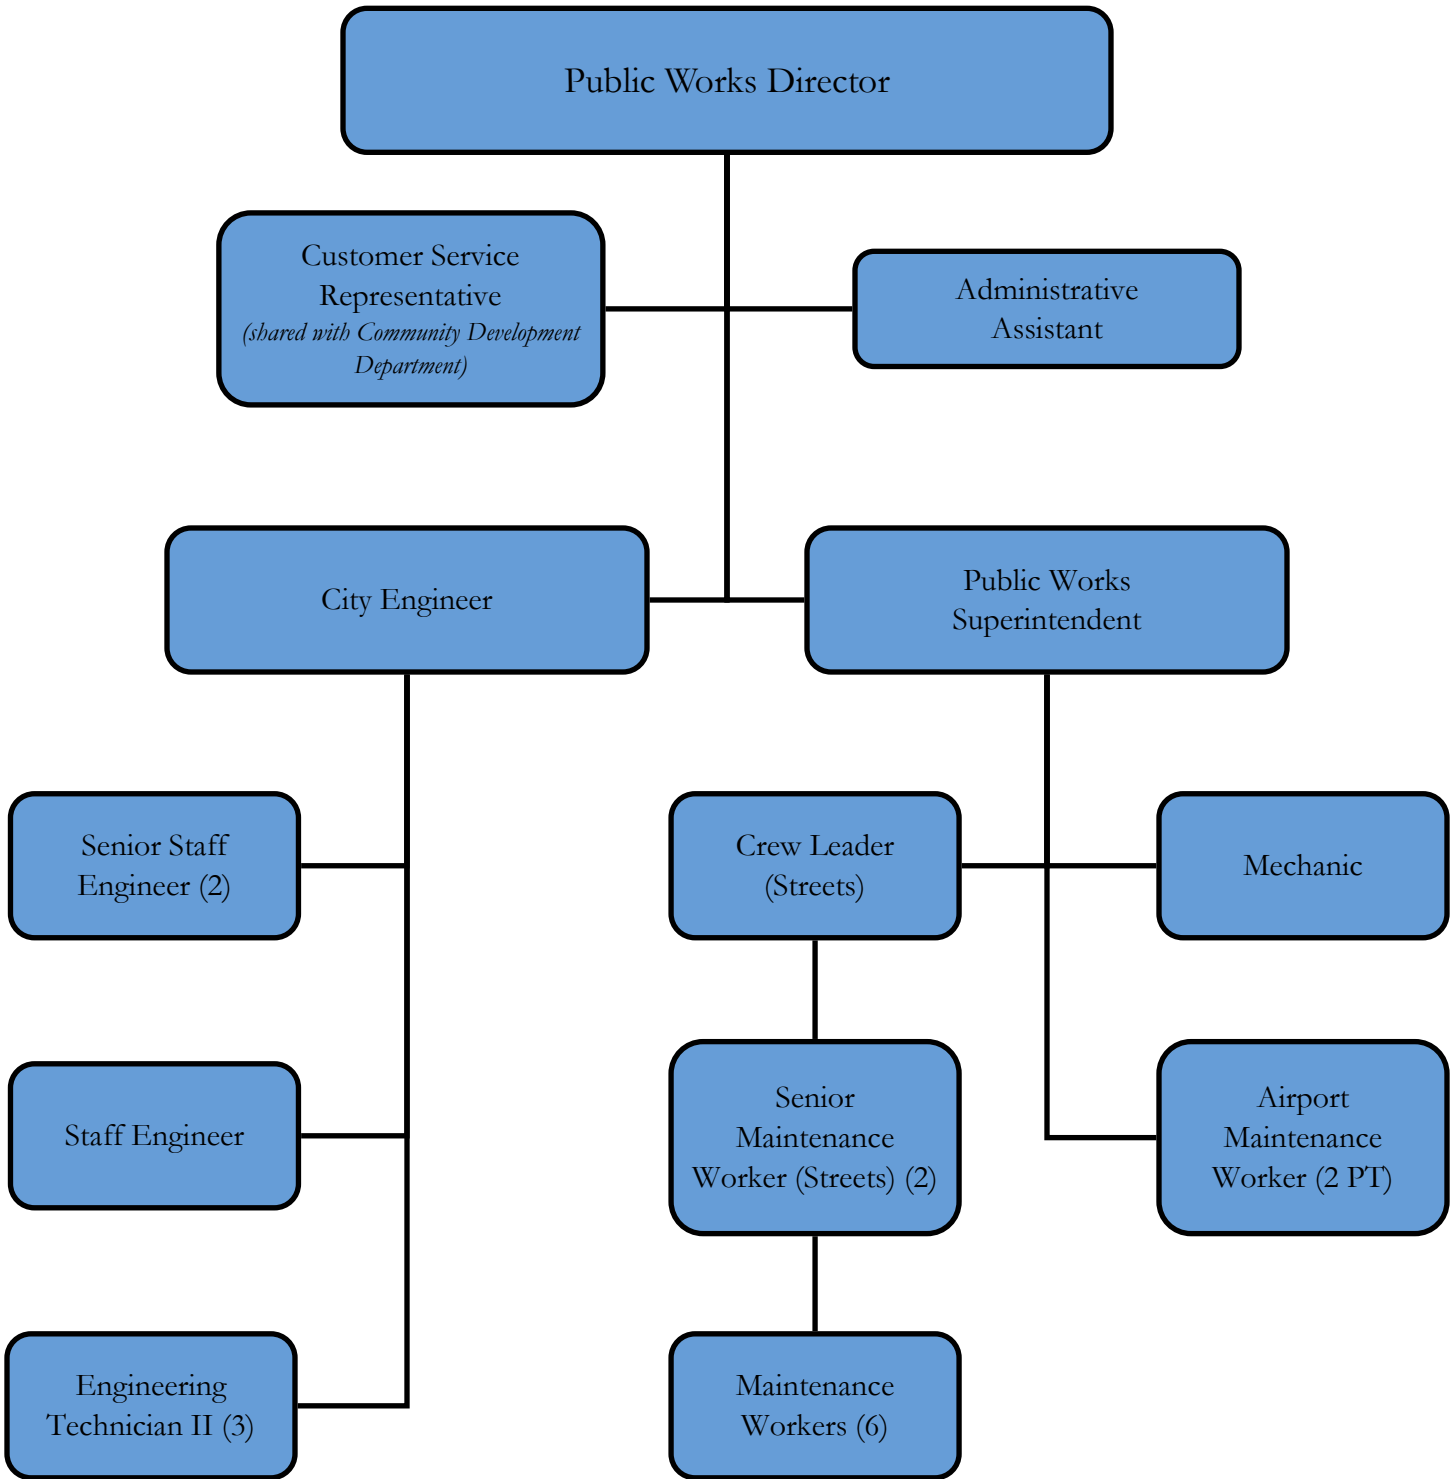 Public Works Director
Customer Service
Representative
(shared with Community Development
Department)
Administrative
Assistant
City Engineer
Public Works
Superintendent
Senior Staff
Engineer (2)
Crew Leader
(Streets)
Mechanic
Staff Engineer
Senior
Maintenance
Worker (Streets) (2)
Airport
Maintenance
Worker (2 PT)
Engineering
Technician II (3)
Maintenance
Workers (6)